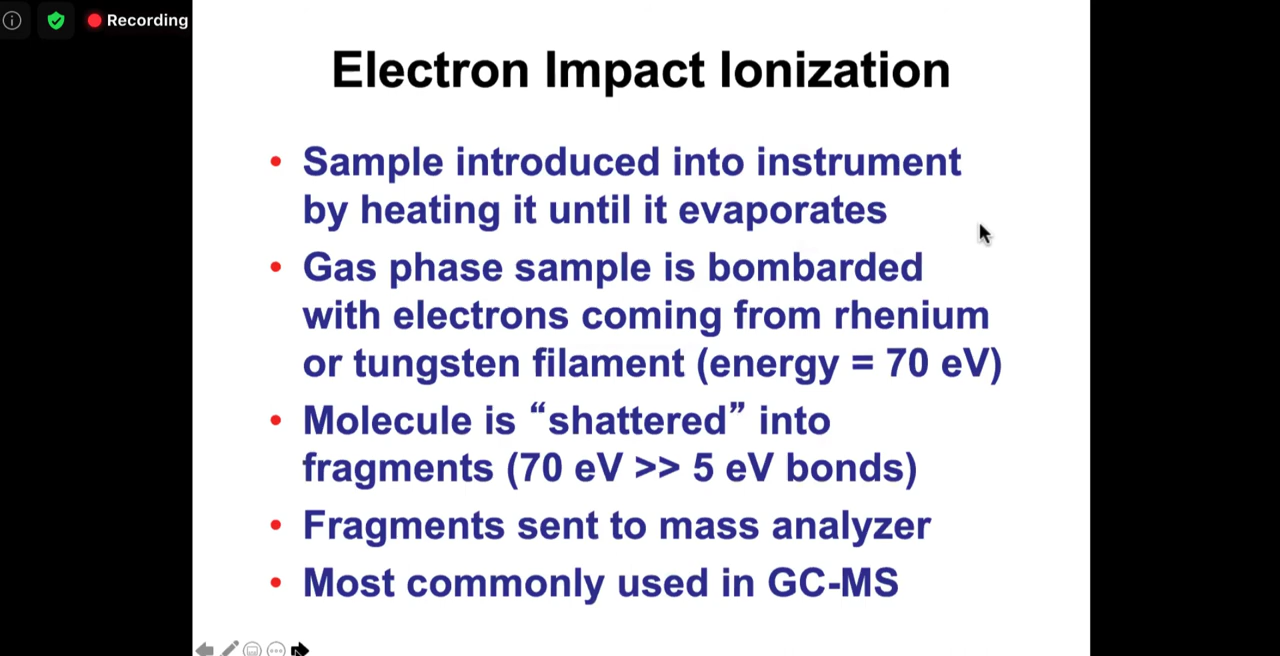 Recording
Electron Impact Ionization
• Sample introduced into instrument
by heating it until it evaporates
• Gas phase sample is bombarded
with electrons coming from rhenium
or tungsten filament (energy = 70 eV)
• Molecule is “shattered” into
fragments (70 eV >> 5 eV bonds)
• Fragments sent to mass analyzer
• Most commonly used in GC-MS